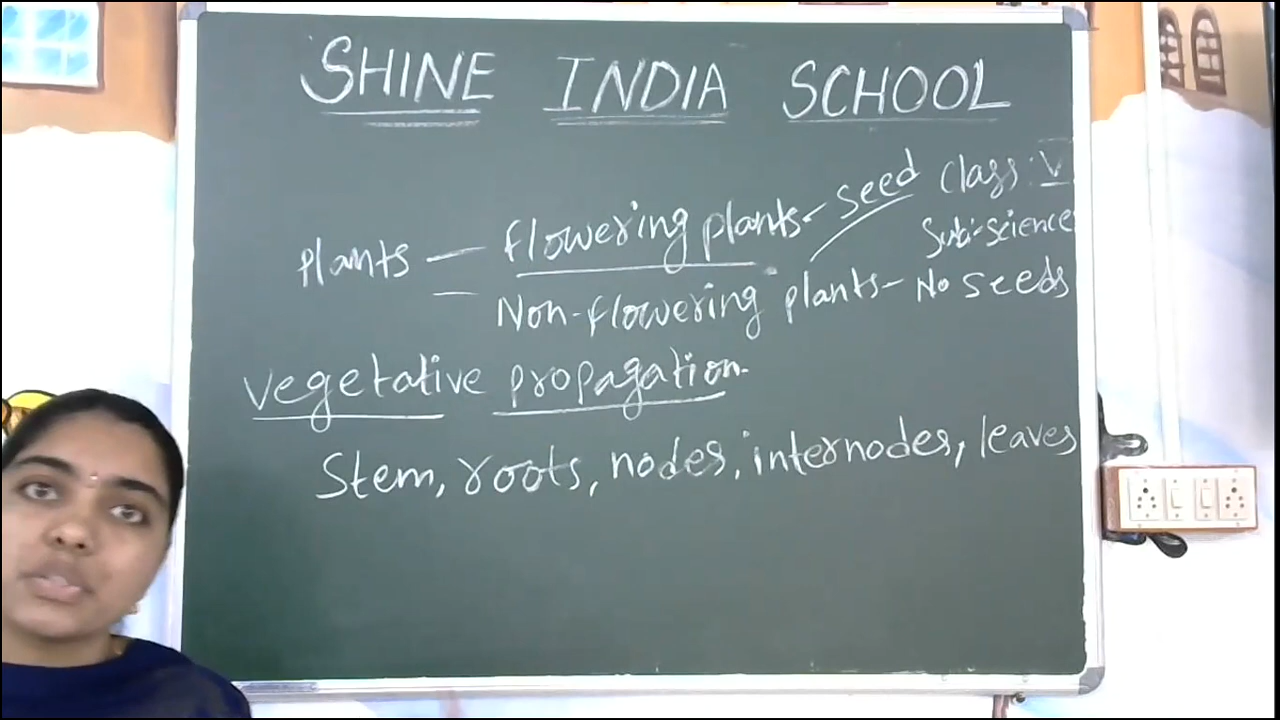 SHINE INDIA SCHOOL
Class: V
Sub:-science
plants — flowering plants - seed
— Non-flowering plants - No seeds
vegetative propagation.
Stem, roots, nodes, internodes, leaves